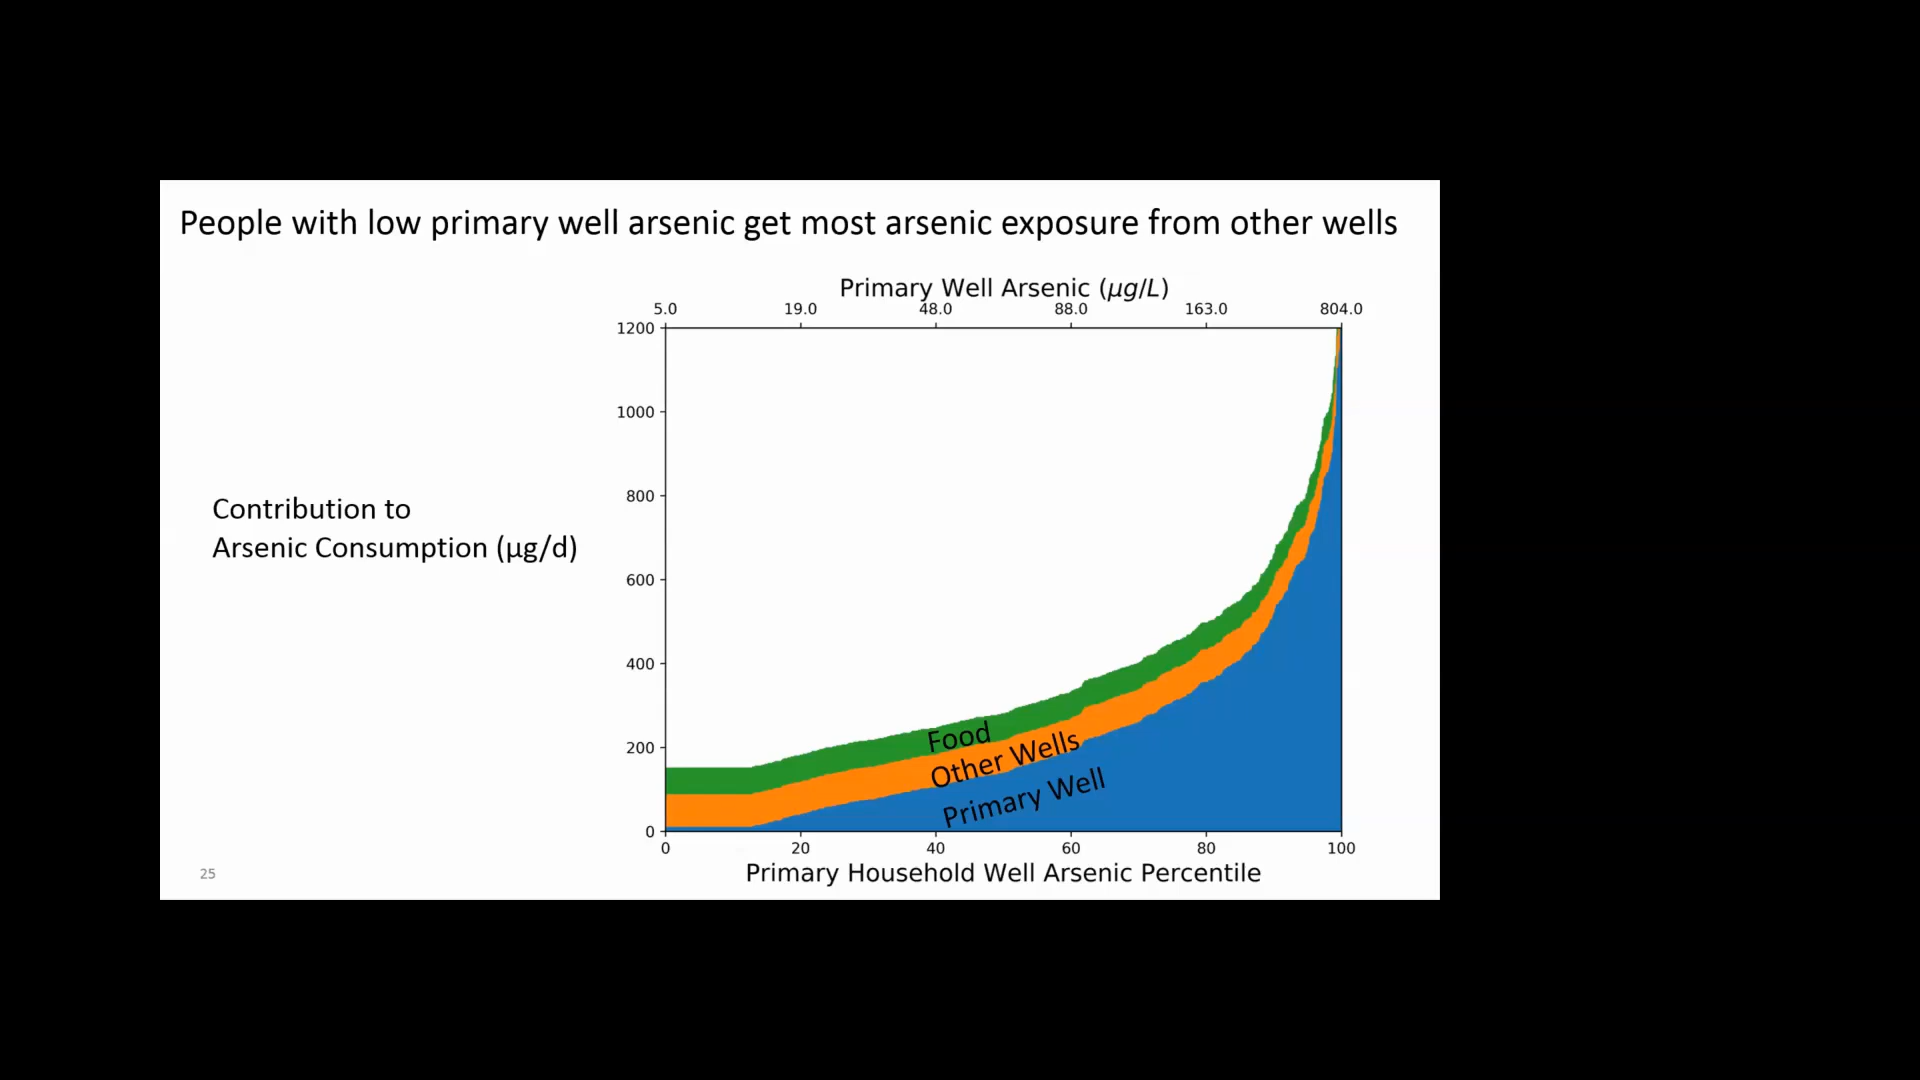 People with low primary well arsenic get most arsenic exposure from other wells
Primary Well Arsenic (μg/L)
5.0 19.0 48.0 88.0 163.0 804.0
1200
1000
800
600
400
200
0
Contribution to
Arsenic Consumption (μg/d)
Food
Other Wells
Primary Well
0 20 40 60 80 100
Primary Household Well Arsenic Percentile
25